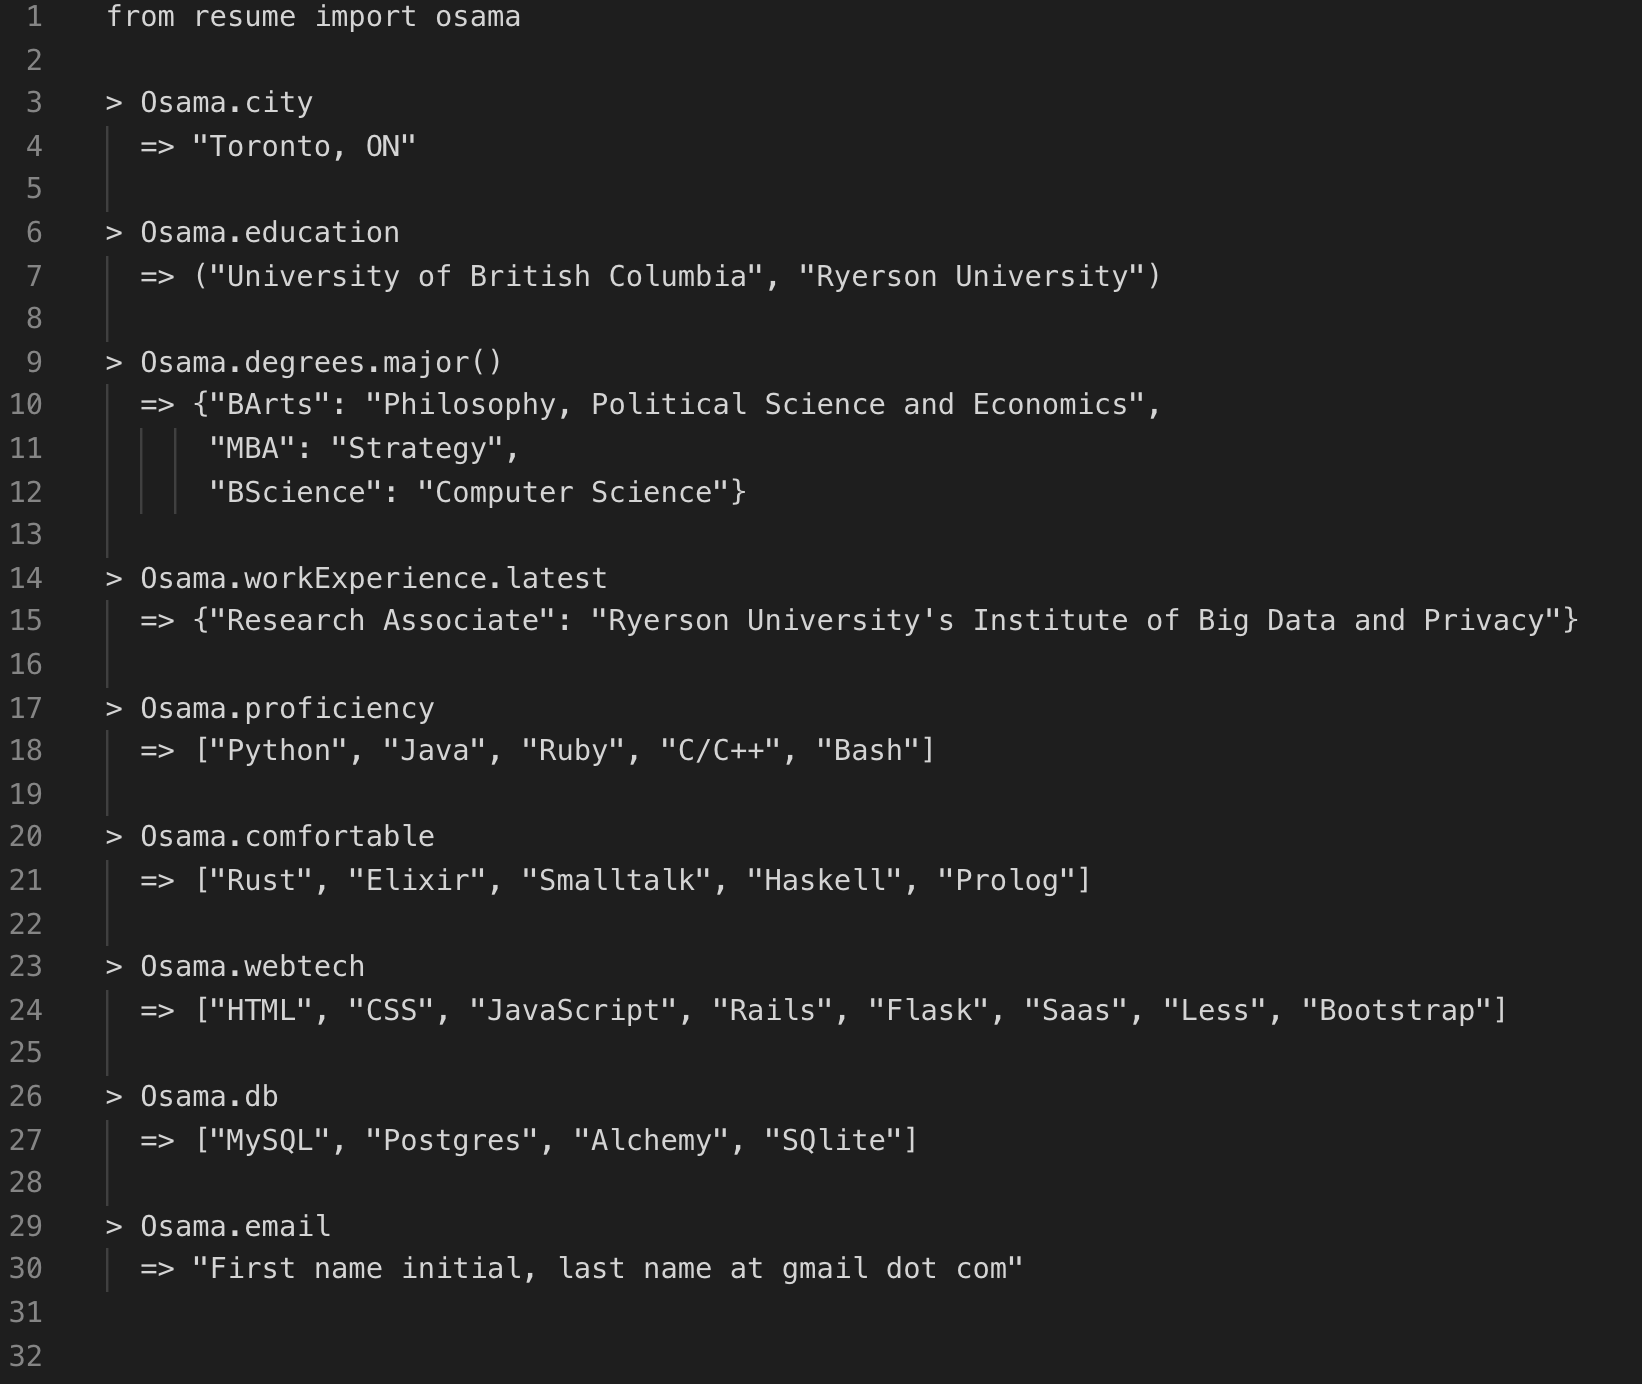 1 from resume import osama
2
3 > Osama.city
4 => "Toronto, ON"
5
6 > Osama.education
7 => ("University of British Columbia", "Ryerson University")
8
9 > Osama.degrees.major()
10 => {"BArts": "Philosophy, Political Science and Economics",
11 "MBA": "Strategy",
12 "BScience": "Computer Science"}
13
14 > Osama.workExperience.latest
15 => {"Research Associate": "Ryerson University's Institute of Big Data and Privacy"}
16
17 > Osama.proficiency
18 => ["Python", "Java", "Ruby", "C/C++", "Bash"]
19
20 > Osama.comfortable
21 => ["Rust", "Elixir", "Smalltalk", "Haskell", "Prolog"]
22
23 > Osama.webtech
24 => ["HTML", "CSS", "JavaScript", "Rails", "Flask", "Saas", "Less", "Bootstrap"]
25
26 > Osama.db
27 => ["MySQL", "Postgres", "Alchemy", "SQlite"]
28
29 > Osama.email
30 => "First name initial, last name at gmail dot com"
31
32